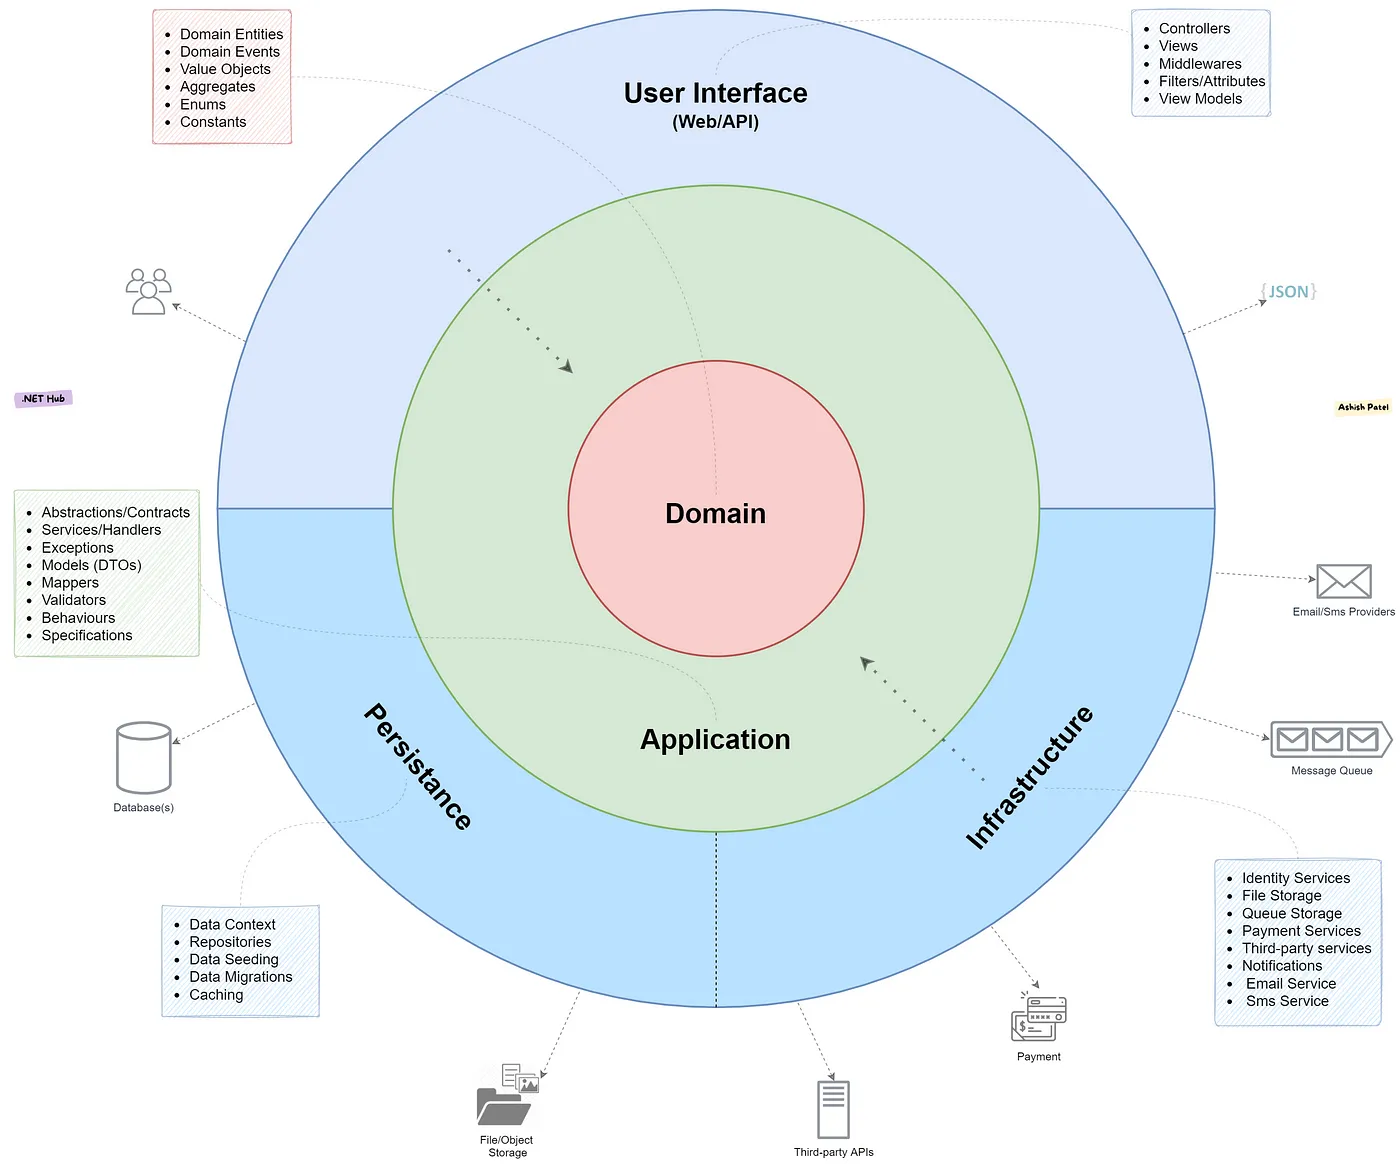 Domain Entities
Domain Events
Value Objects
Aggregates
Enums
Constants
Controllers
Views
Middlewares
Filters/Attributes
View Models
User Interface
(Web/API)
{JSON}
.NET Hub
Ashish Patel
Abstractions/Contracts
Services/Handlers
Exceptions
Models (DTOs)
Mappers
Validators
Behaviours
Specifications
Domain
Email/Sms Providers
Application
Persistance
Infrastructure
Message Queue
Database(s)
Data Context
Repositories
Data Seeding
Data Migrations
Caching
Identity Services
File Storage
Queue Storage
Payment Services
Third-party services
Notifications
Email Service
Sms Service
$
Payment
File/Object
Storage
Third-party APIs